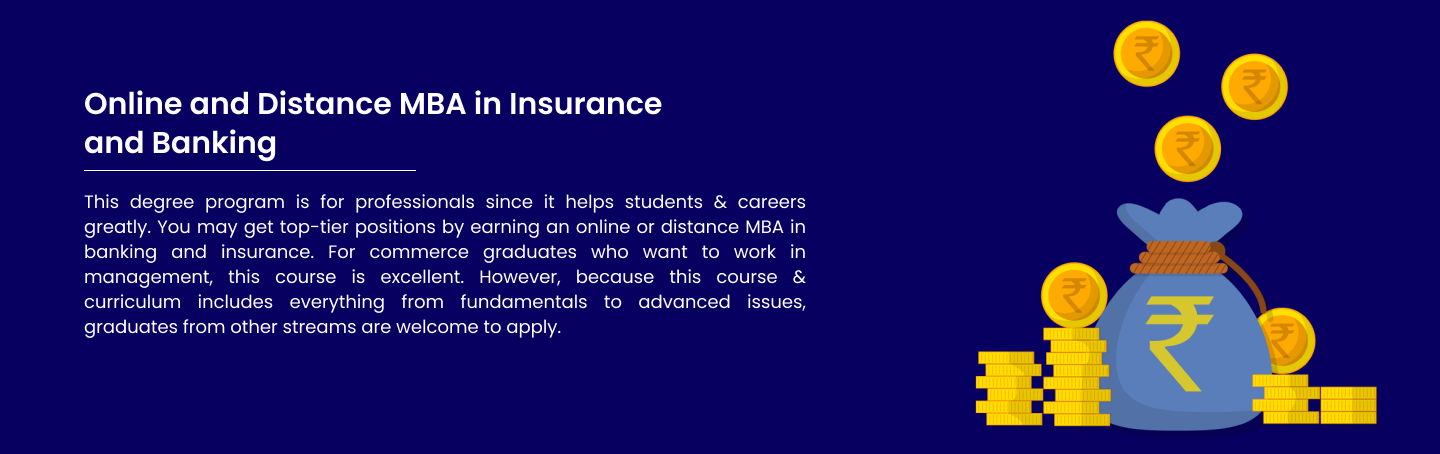 Online and Distance MBA in Insurance
and Banking
This degree program is for professionals since it helps students & careers
greatly. You may get top-tier positions by earning an online or distance MBA in
banking and insurance. For commerce graduates who want to work in
management, this course is excellent. However, because this course &
curriculum includes everything from fundamentals to advanced issues,
graduates from other streams are welcome to apply.
₹
₹
₹
₹
₹
₹